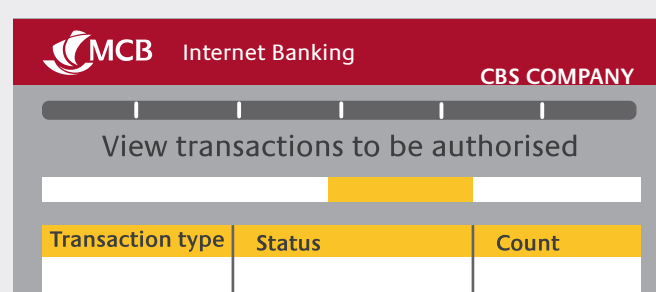 MCB Internet Banking
CBS COMPANY
View transactions to be authorised
Transaction type Status Count